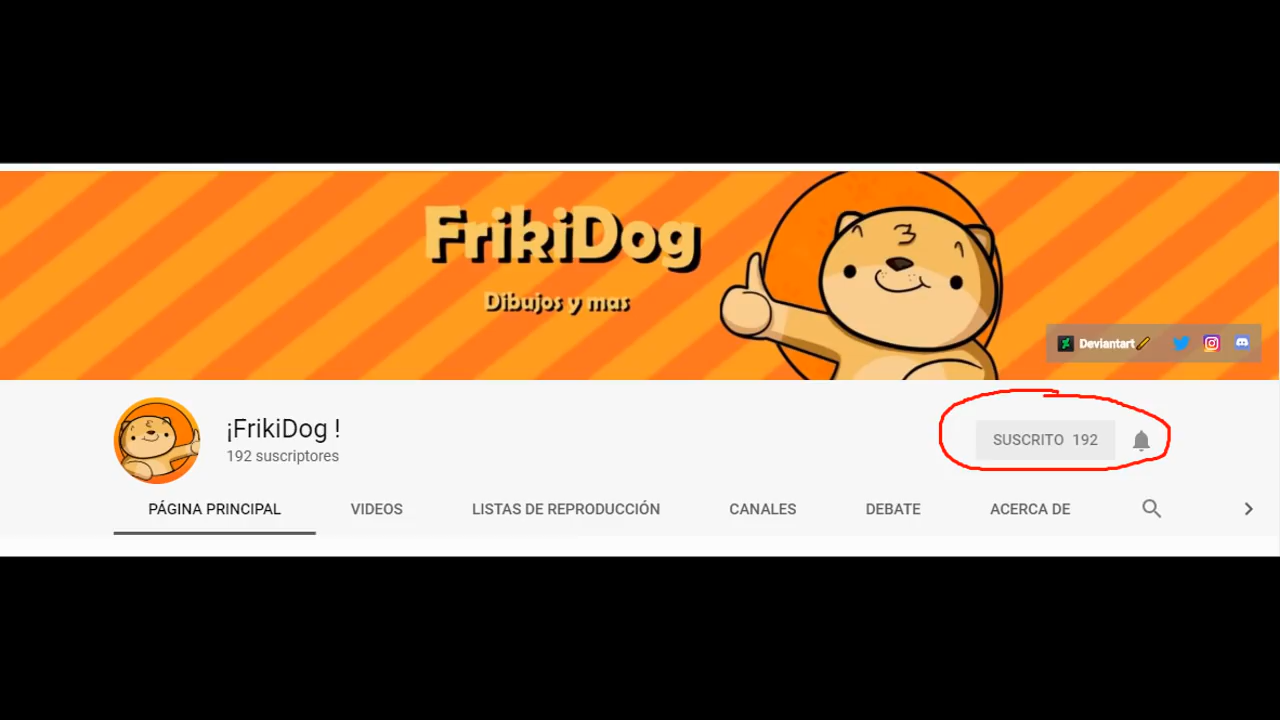 FrikiDog
Dibujos y mas
Deviantart
¡FrikiDog !
192 suscriptores
SUSCRITO 192
PÁGINA PRINCIPAL
VIDEOS
LISTAS DE REPRODUCCIÓN
CANALES
DEBATE
ACERCA DE